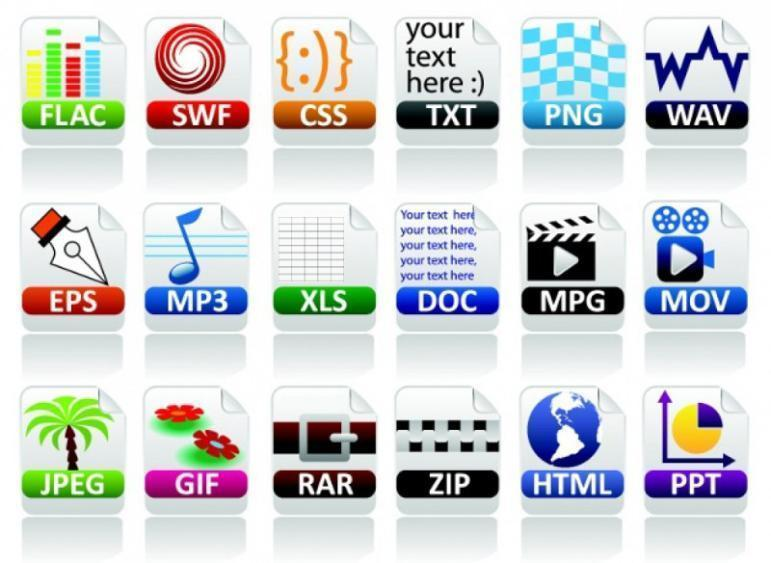 FLAC
SWF
{:}}
CSS
your
text
here :)
TXT
PNG
WAV
EPS
MP3
XLS
Your text here
your text here,
your text here,
your text here,
your text here
DOC
MPG
MOV
JPEG
GIF
RAR
ZIP
HTML
PPT